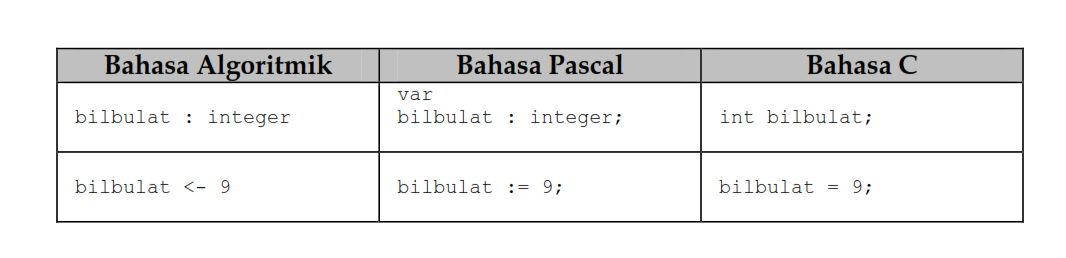 Bahasa Algoritmik Bahasa Pascal Bahasa C
var
bilbulat : integer bilbulat : integer; int bilbulat;
bilbulat <- 9 bilbulat := 9; bilbulat = 9;